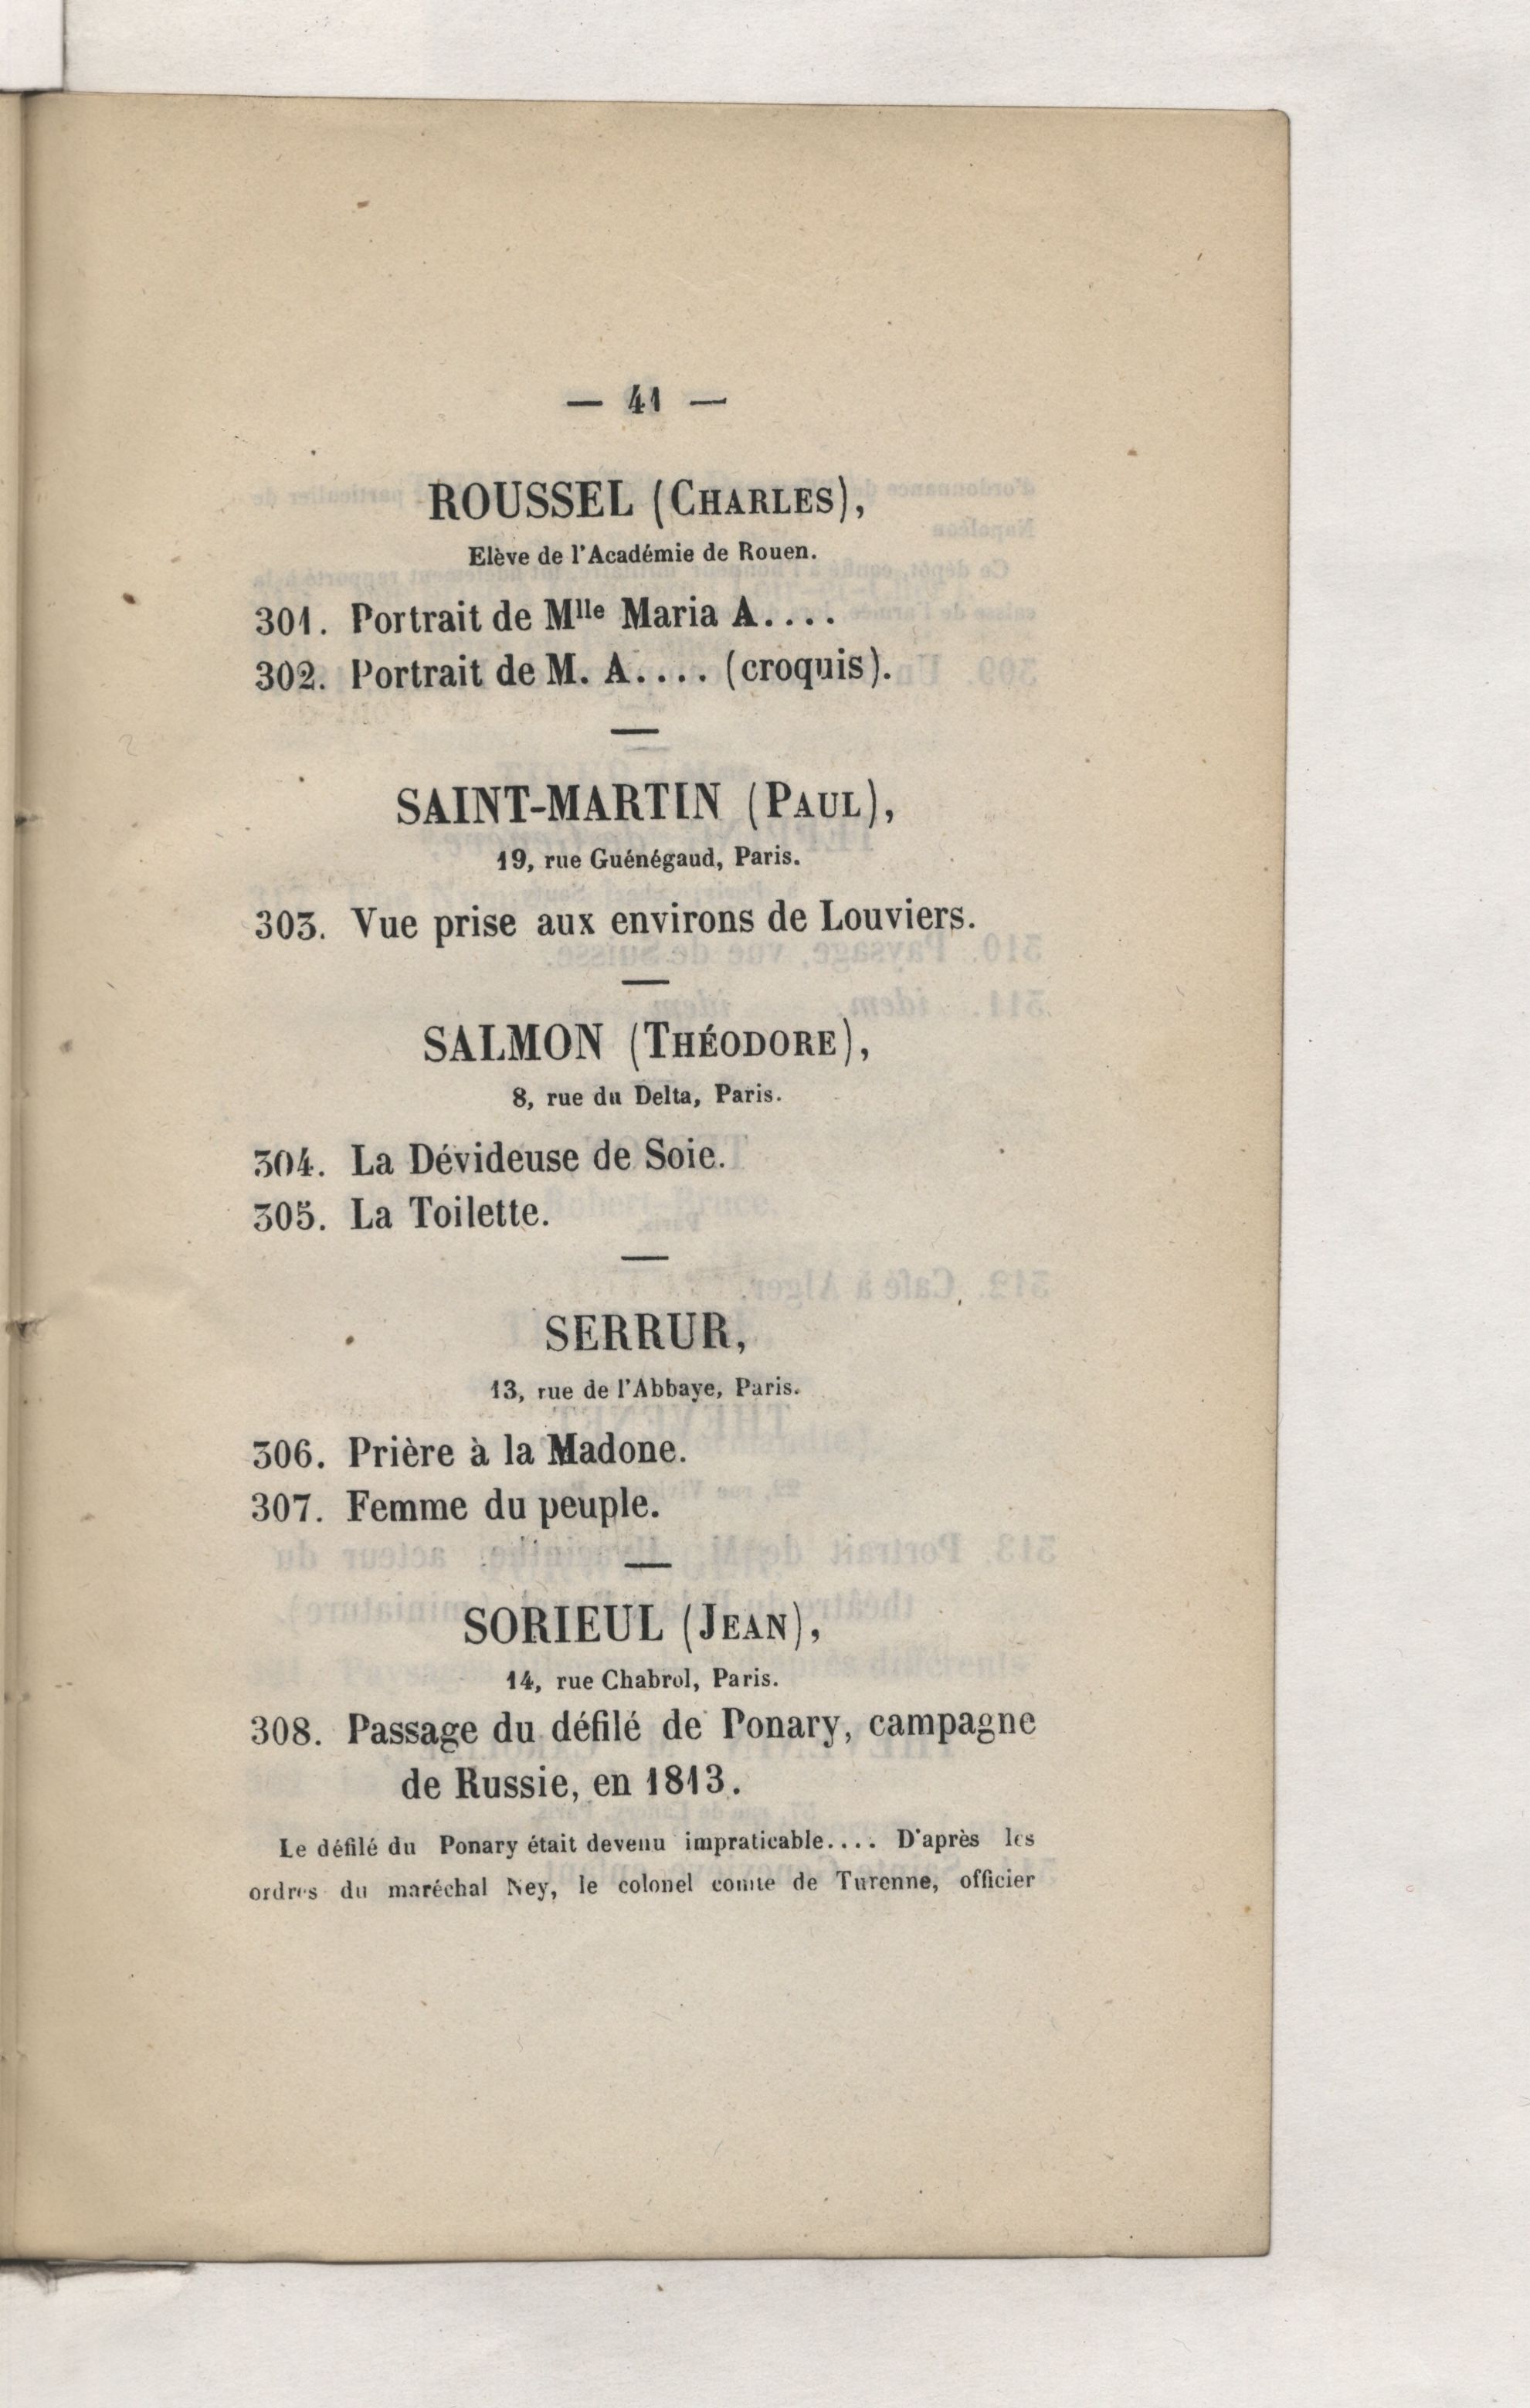 — 41 —
ROUSSEL (CHARLES),
Elève de l'Académie de Rouen.
301. Portrait de Mlle Maria A....
302. Portrait de M. A.... (croquis).
SAINT-MARTIN (PAUL),
19, rue Guénégaud, Paris.
303. Vue prise aux environs de Louviers.
SALMON (THÉODORE),
8, rue du Delta, Paris.
304. La Dévideuse de Soie.
305. La Toilette.
SERRUR,
13, rue de l'Abbaye, Paris.
306. Prière à la Madone.
307. Femme du peuple.
SORIEUL (JEAN),
14, rue Chabrol, Paris.
308. Passage du défilé de Ponary, campagne
de Russie, en 1813.
Le défilé du Ponary était devenu impraticable.... D'après les
ordres du maréchal Ney, le colonel comte de Turenne, officier